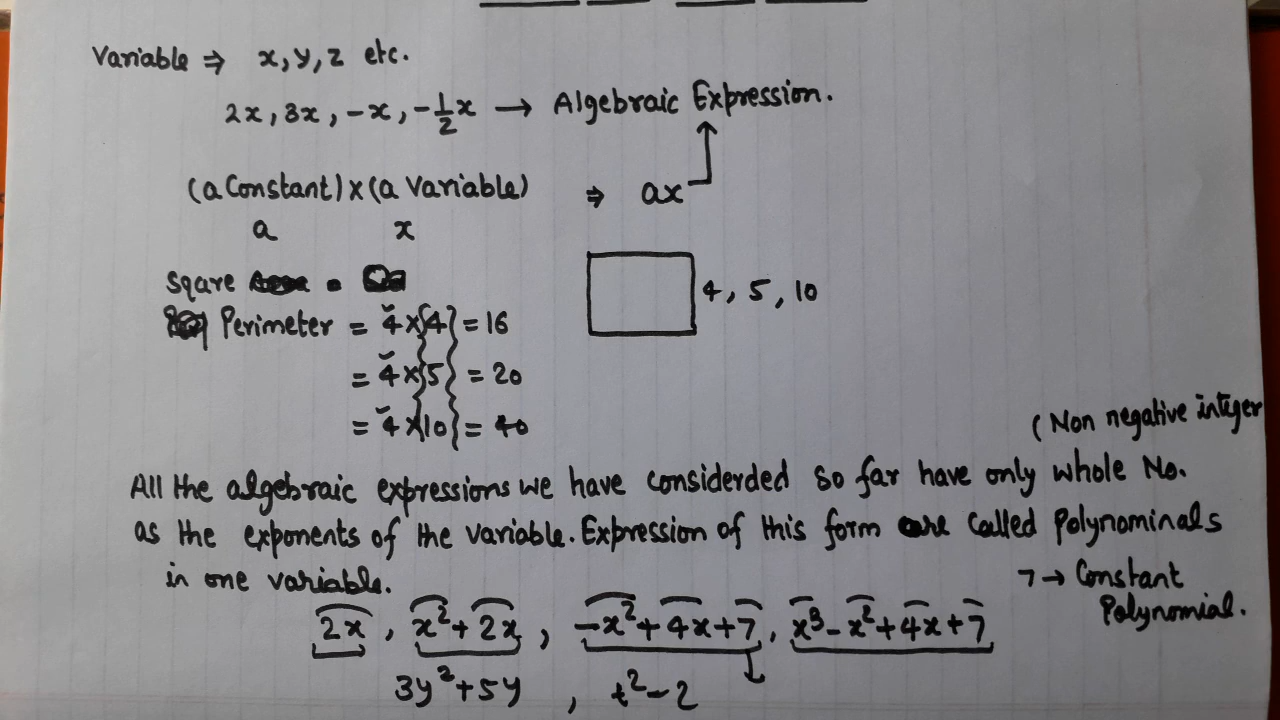 Variable ⇒ x, y, z etc.
2x, 3x, -x, -1/2x → Algebraic Expression.
(a Constant) x (a Variable) ⇒ ax
a x
Sqare
4, 5, 10
Perimeter = 4x{4} = 16
= 4x{5} = 20
= 4x{10} = 40
(Non negative integer
All the algebraic expressions we have considerded so far have only whole No.
as the exponents of the variable. Expression of this form are called Polynominals
in one variable.
7 → Constant
Polynomial.
2x, x²+2x, -x²+4x+7, x³-x²+4x+7
3y²+5y, t²-2